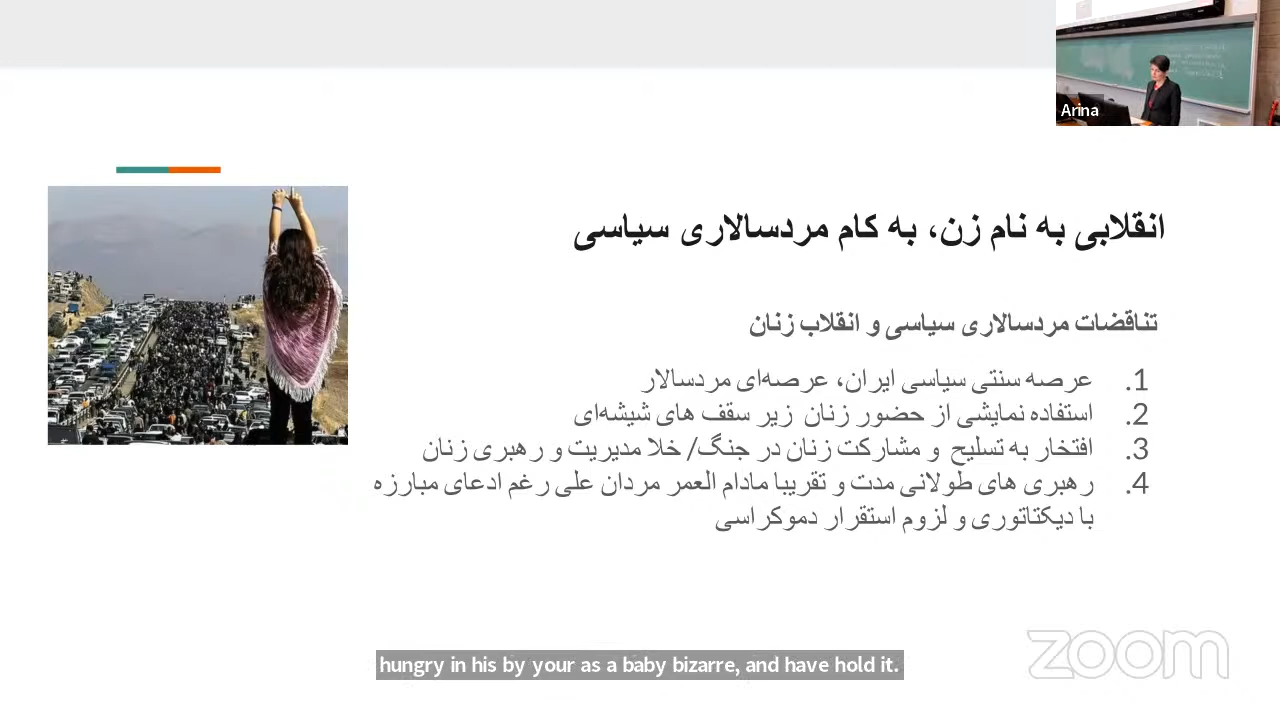 Arina
انقلابی به نام زن، به کام مردسالاری سیاسی
تناقضات مردسالاری سیاسی و انقلاب زنان
1. عرصه سنتی سیاسی ایران، عرصه‌ای مردسالار
2. استفاده نمایشی از حضور زنان زیر سقف های شیشه‌ای
3. افتخار به تسلیح و مشارکت زنان در جنگ/ خلا مدیریت و رهبری زنان
4. رهبری های طولانی مدت و تقریبا مادام العمر مردان علی رغم ادعای مبارزه
با دیکتاتوری و لزوم استقرار دموکراسی
hungry in his by your as a baby bizarre, and have hold it.
zoom